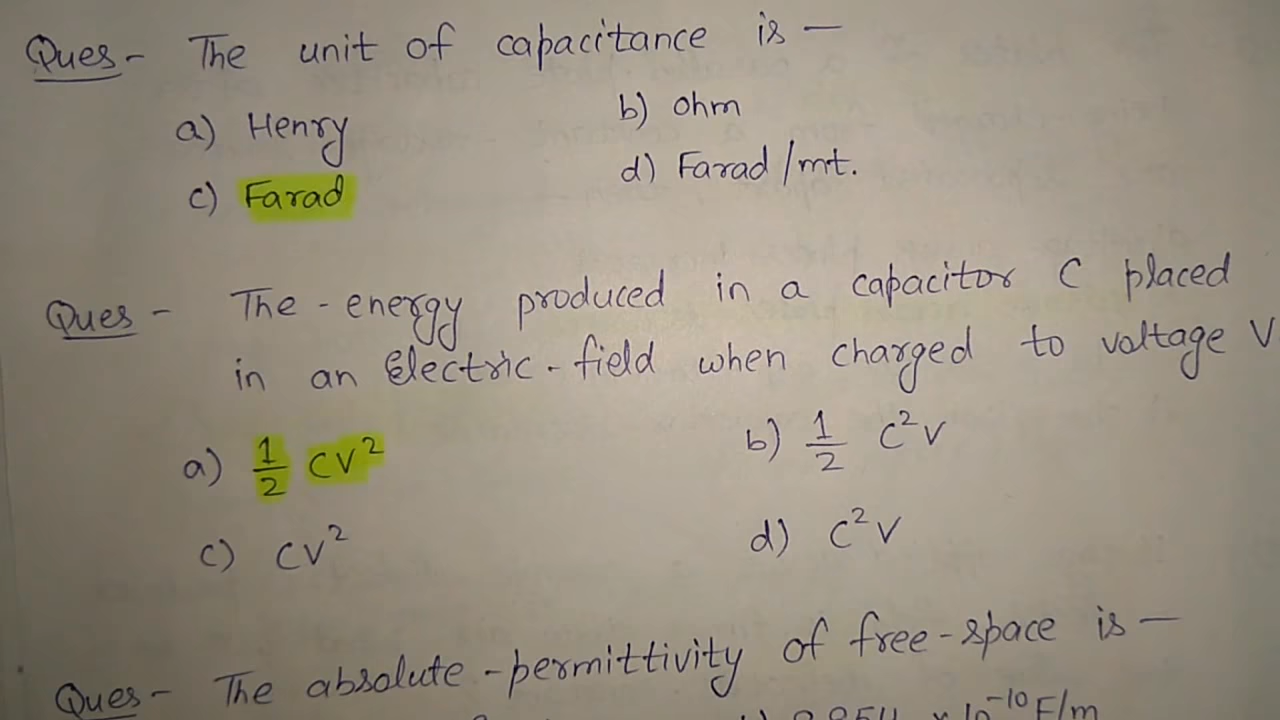 Ques- The unit of capacitance is —
a) Henry b) ohm
c) Farad d) Farad/mt.
Ques - The - energy produced in a capacitor C placed
in an Electric - field when charged to voltage V
a) 1/2 CV² b) 1/2 C²V
c) CV² d) C²V
Ques - The absolute - permittivity of free-space is —
×10⁻¹⁰ F/m